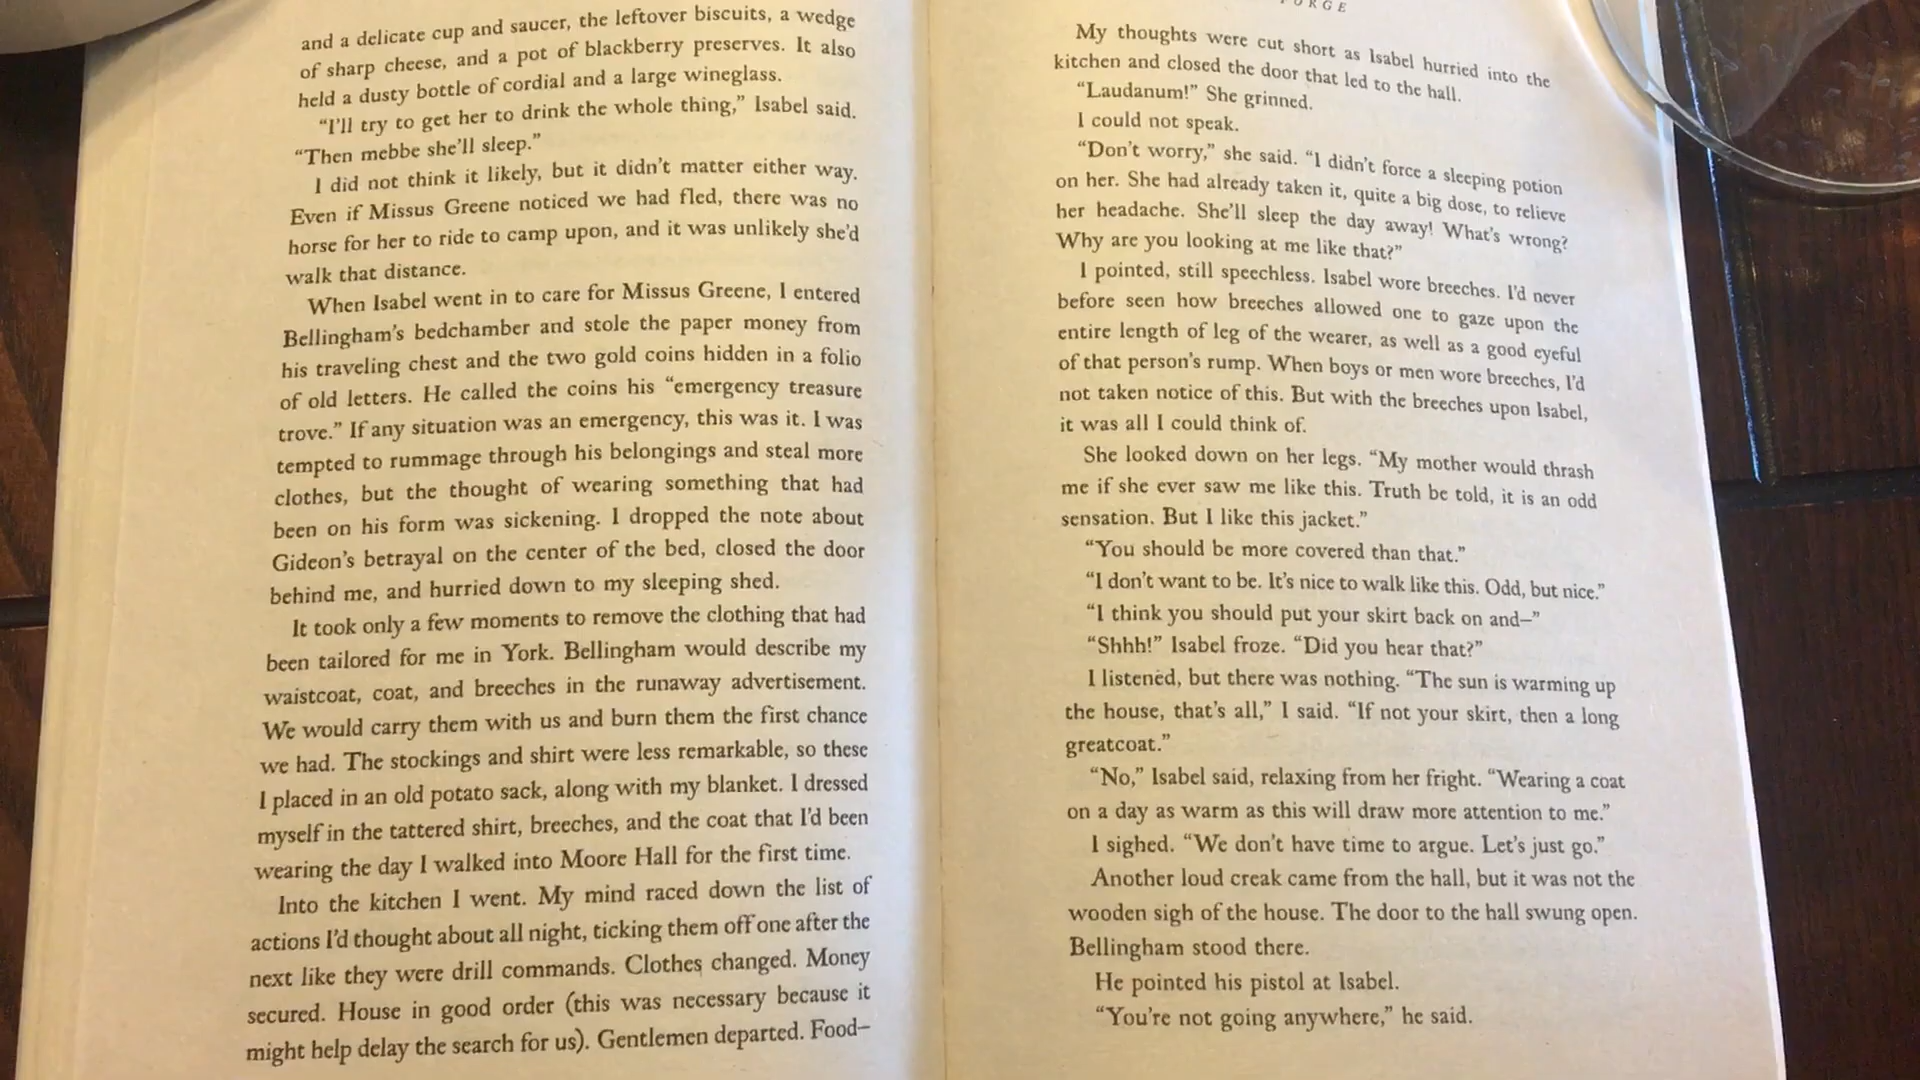 and a delicate cup and saucer, the leftover biscuits, a wedge
of sharp cheese, and a pot of blackberry preserves. It also
held a dusty bottle of cordial and a large wineglass.
“I'll try to get her to drink the whole thing,” Isabel said.
“Then mebbe she'll sleep.”
I did not think it likely, but it didn't matter either way.
Even if Missus Greene noticed we had fled, there was no
horse for her to ride to camp upon, and it was unlikely she'd
walk that distance.
When Isabel went in to care for Missus Greene, I entered
Bellingham's bedchamber and stole the paper money from
his traveling chest and the two gold coins hidden in a folio
of old letters. He called the coins his “emergency treasure
trove.” If any situation was an emergency, this was it. I was
tempted to rummage through his belongings and steal more
clothes, but the thought of wearing something that had
been on his form was sickening. I dropped the note about
Gideon's betrayal on the center of the bed, closed the door
behind me, and hurried down to my sleeping shed.
It took only a few moments to remove the clothing that had
been tailored for me in York. Bellingham would describe my
waistcoat, coat, and breeches in the runaway advertisement.
We would carry them with us and burn them the first chance
we had. The stockings and shirt were less remarkable, so these
I placed in an old potato sack, along with my blanket. I dressed
myself in the tattered shirt, breeches, and the coat that I'd been
wearing the day I walked into Moore Hall for the first time.
Into the kitchen I went. My mind raced down the list of
actions I'd thought about all night, ticking them off one after the
next like they were drill commands. Clothes changed. Money
secured. House in good order (this was necessary because it
might help delay the search for us). Gentlemen departed. Food–
My thoughts were cut short as Isabel hurried into the
kitchen and closed the door that led to the hall.
“Laudanum!” She grinned.
I could not speak.
“Don't worry,” she said. “I didn't force a sleeping potion
on her. She had already taken it, quite a big dose, to relieve
her headache. She'll sleep the day away! What's wrong?
Why are you looking at me like that?”
I pointed, still speechless. Isabel wore breeches. I'd never
before seen how breeches allowed one to gaze upon the
entire length of leg of the wearer, as well as a good eyeful
of that person's rump. When boys or men wore breeches, I'd
not taken notice of this. But with the breeches upon Isabel,
it was all I could think of.
She looked down on her legs. “My mother would thrash
me if she ever saw me like this. Truth be told, it is an odd
sensation. But I like this jacket.”
“You should be more covered than that.”
“I don't want to be. It's nice to walk like this. Odd, but nice.”
“I think you should put your skirt back on and–”
“Shhh!” Isabel froze. “Did you hear that?”
I listened, but there was nothing. “The sun is warming up
the house, that's all,” I said. “If not your skirt, then a long
greatcoat.”
“No,” Isabel said, relaxing from her fright. “Wearing a coat
on a day as warm as this will draw more attention to me.”
I sighed. “We don't have time to argue. Let's just go.”
Another loud creak came from the hall, but it was not the
wooden sigh of the house. The door to the hall swung open.
Bellingham stood there.
He pointed his pistol at Isabel.
“You're not going anywhere,” he said.